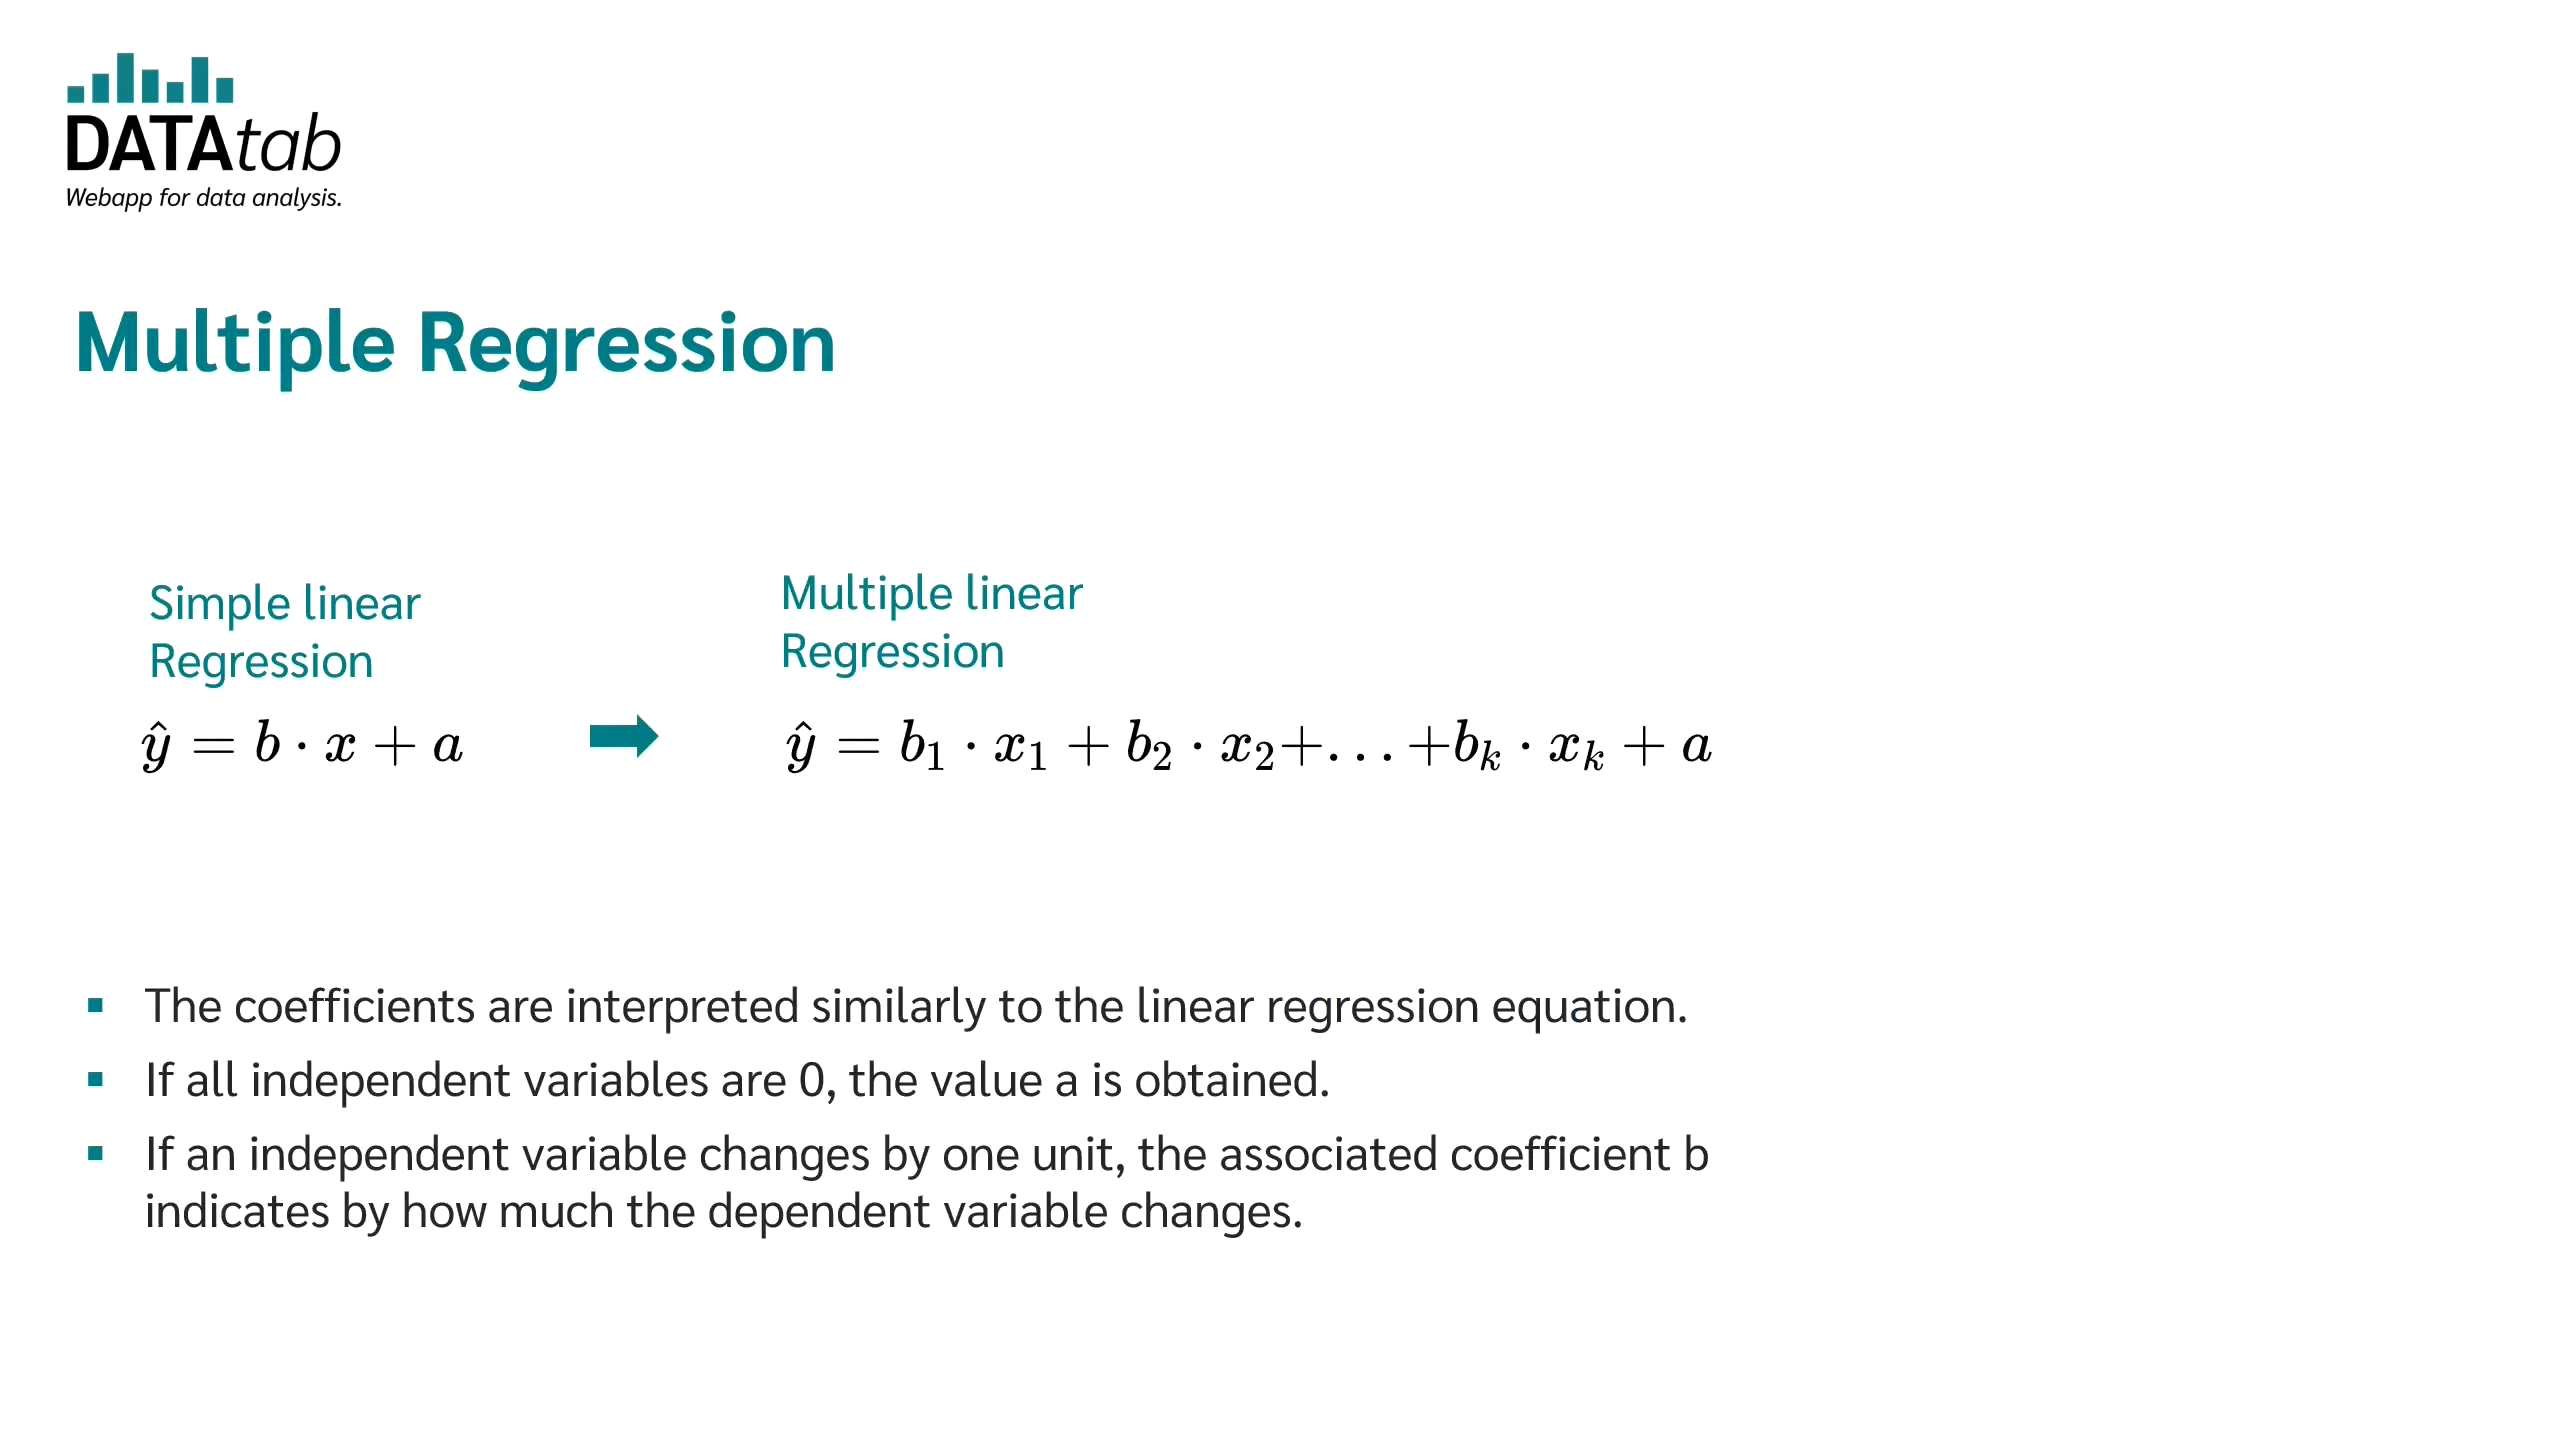 DATAtab
Webapp for data analysis.
Multiple Regression
Simple linear
Regression
ŷ = b · x + a
Multiple linear
Regression
ŷ = b₁ · x₁ + b₂ · x₂+. . . +bₖ · xₖ + a
▪ The coefficients are interpreted similarly to the linear regression equation.
▪ If all independent variables are 0, the value a is obtained.
▪ If an independent variable changes by one unit, the associated coefficient b
indicates by how much the dependent variable changes.